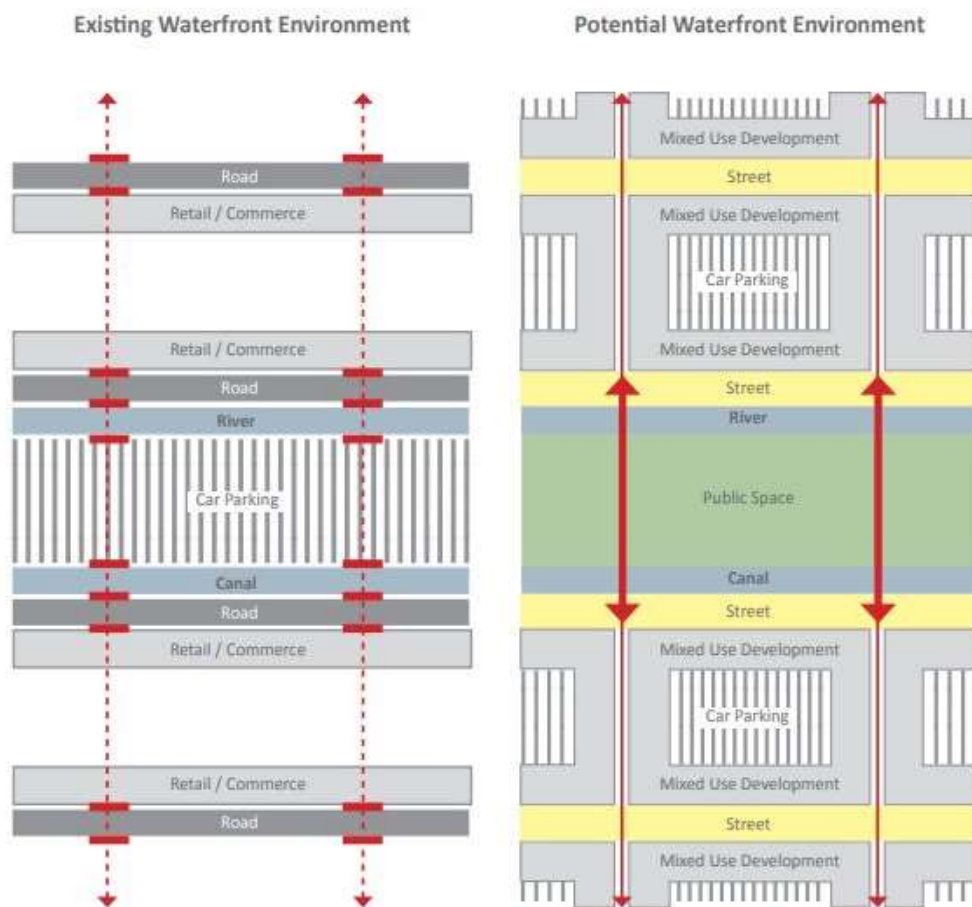 Existing Waterfront Environment
Road
Retail / Commerce
Retail / Commerce
Road
River
Car Parking
Canal
Road
Retail / Commerce
Retail / Commerce
Road
Potential Waterfront Environment
Mixed Use Development
Street
Mixed Use Development
Car Parking
Mixed Use Development
Street
River
Public Space
Canal
Street
Mixed Use Development
Car Parking
Mixed Use Development
Street
Mixed Use Development